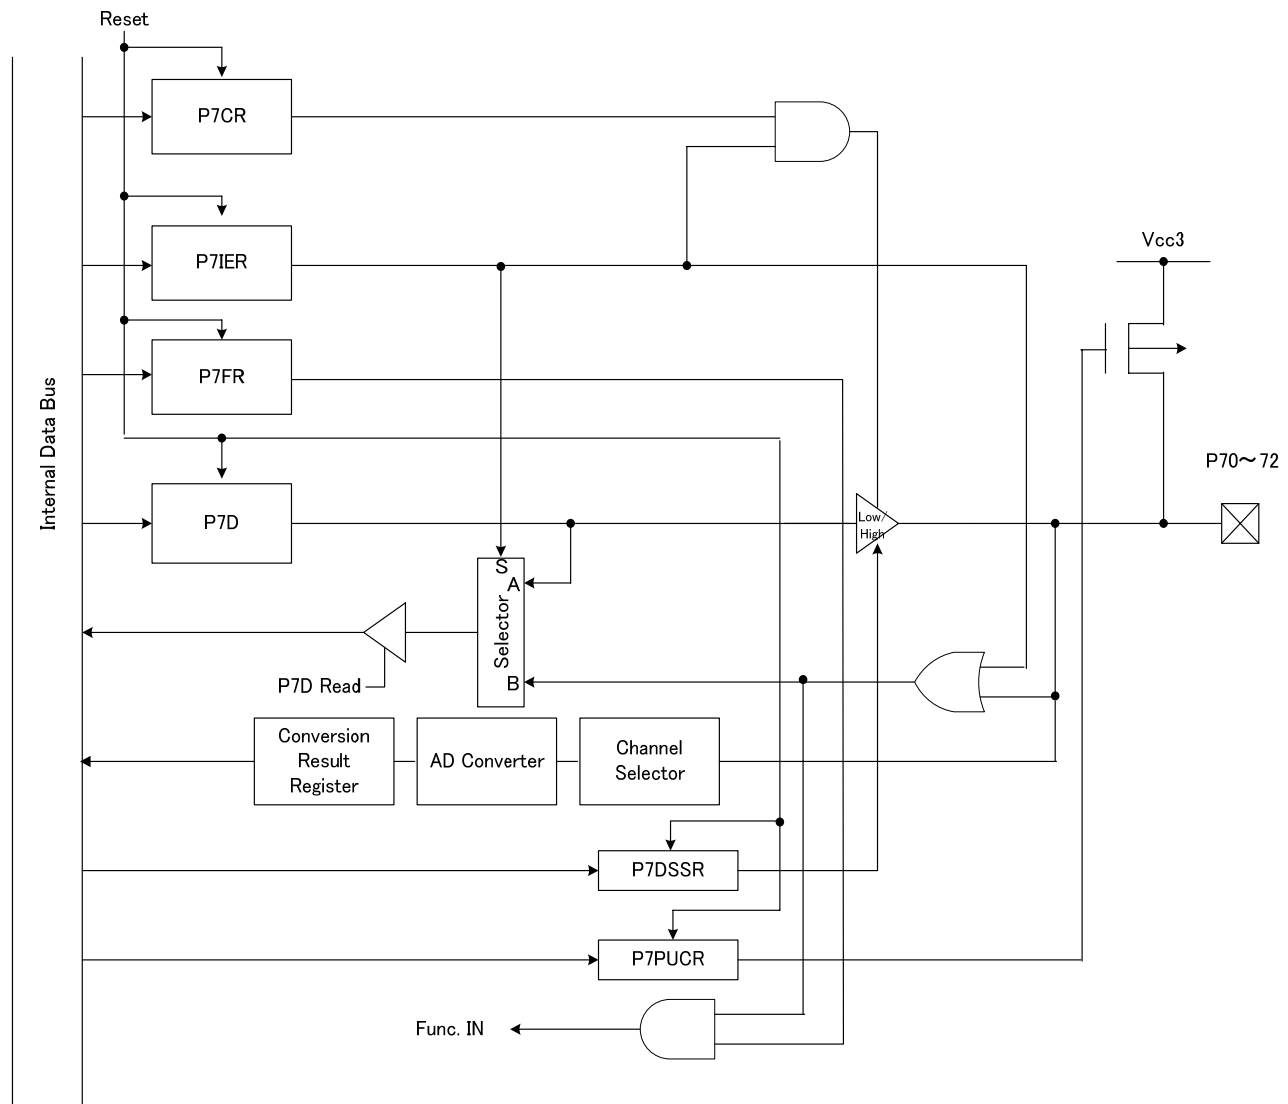 Reset
P7CR
P7IER
Vcc3
P7FR
Internal Data Bus
P70～72
P7D
Low/
High
S
A
Selector
B
P7D Read
Conversion
Result
Register
AD Converter
Channel
Selector
P7DSSR
P7PUCR
Func. IN